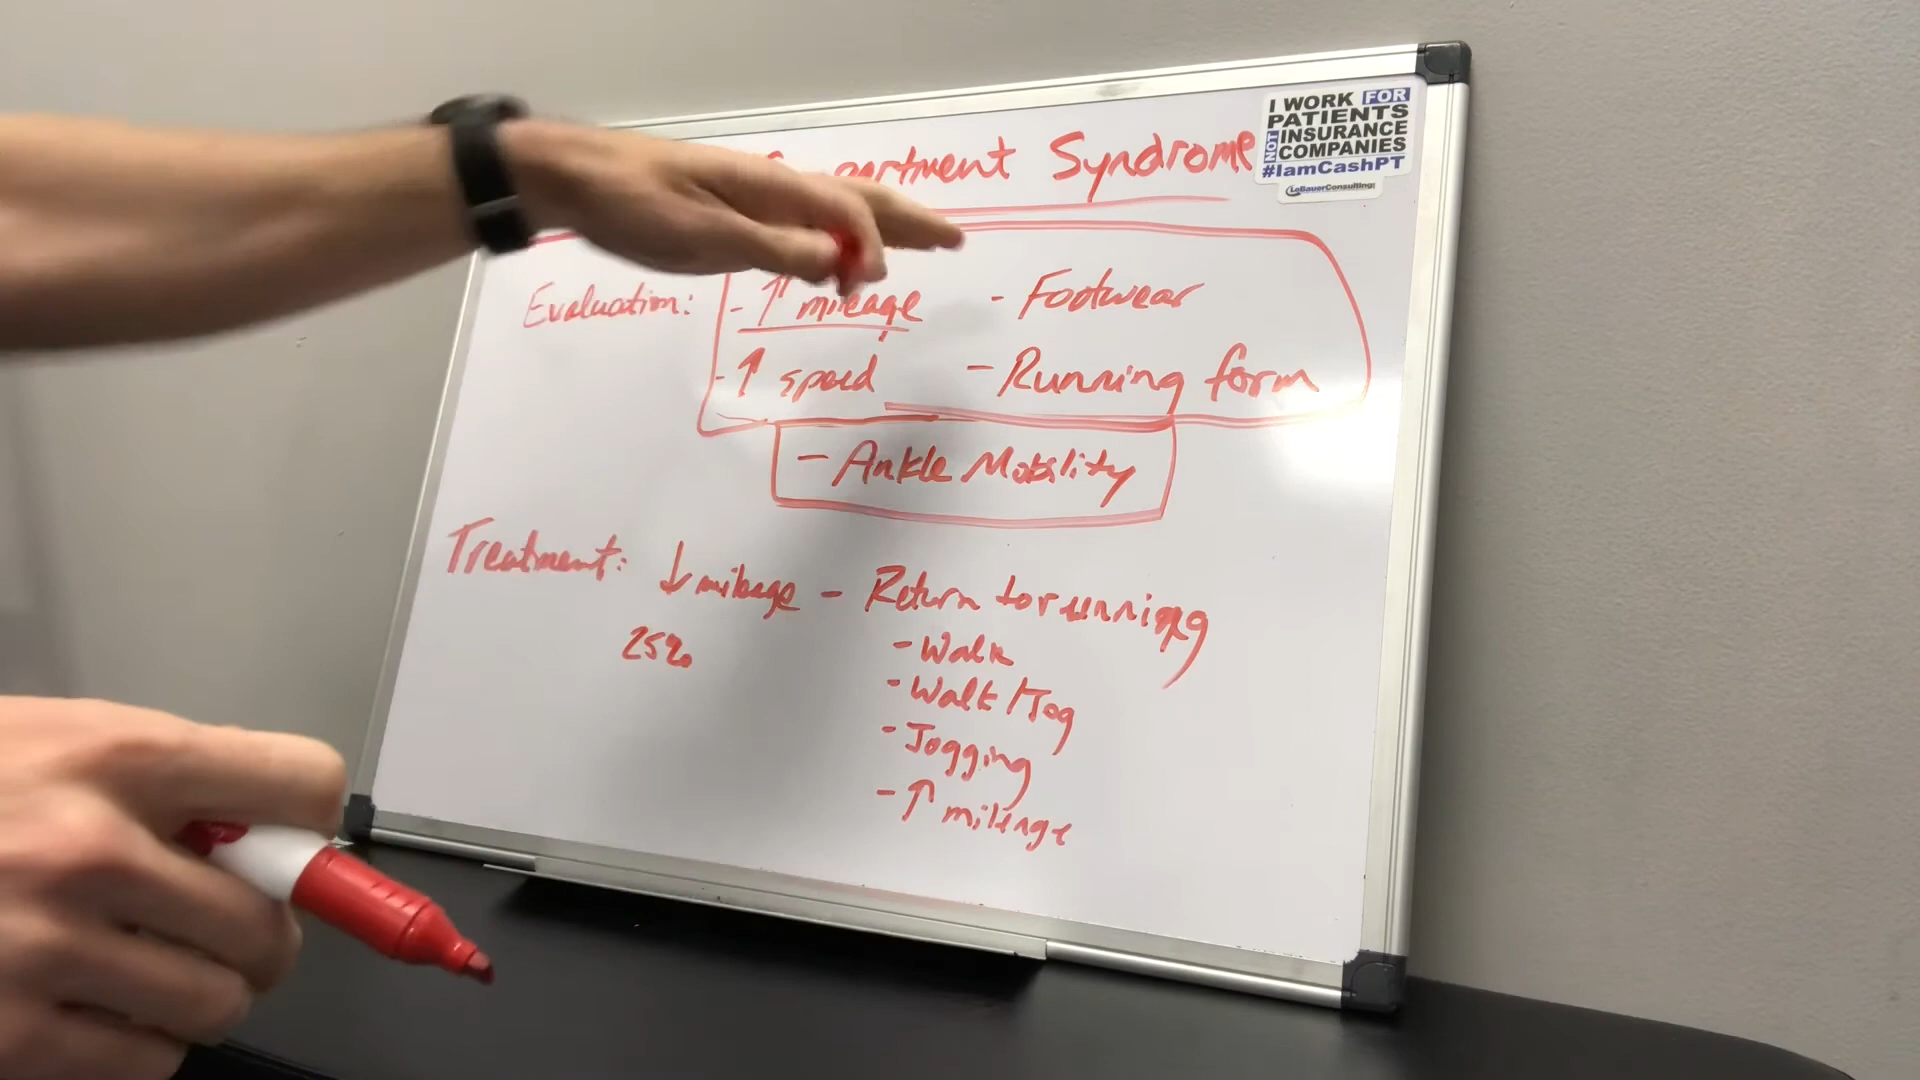 Syndrome
I WORK FOR
PATIENTS
NOT INSURANCE
COMPANIES
#IamCashPT
LeBauerConsulting
Evaluation: - ↑ mileage - Footwear
- ↑ speed - Running form
- Ankle Mobility
Treatment: ↓ mileage - Return to running
25%
- Walk
- Walk/Jog
- Jogging
- ↑ mileage